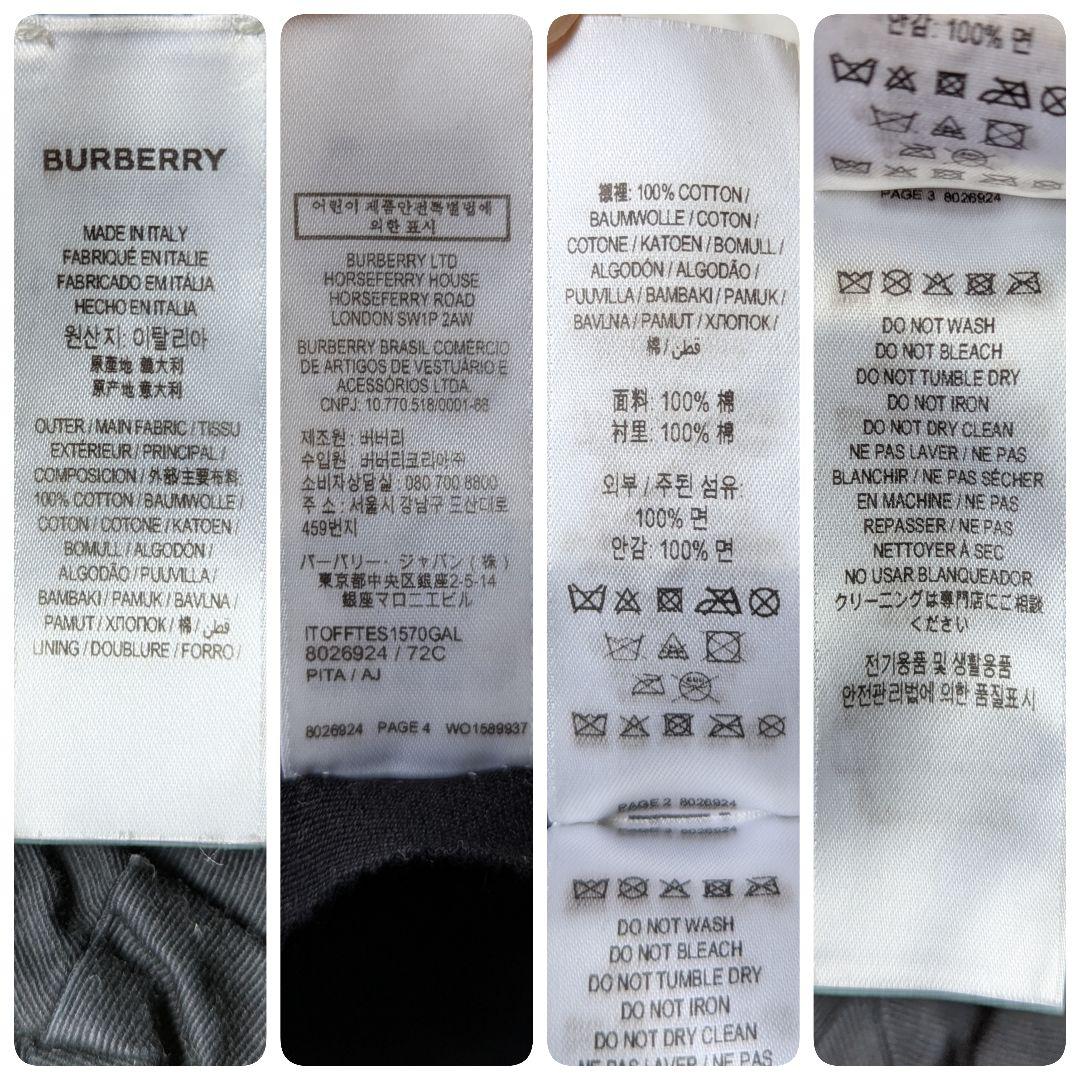 BURBERRY
MADE IN ITALY
FABRIQUÉ EN ITALIE
FABRICADO EM ITÁLIA
HECHO EN ITALIA
원산지: 이탈리아
原產地 義大利
原产地 意大利
OUTER / MAIN FABRIC / TISSU
EXTÉRIEUR / PRINCIPAL /
COMPOSICION / 外部/主要布料
100% COTTON / BAUMWOLLE /
COTON / COTONE / KATOEN /
BOMULL / ALGODÓN /
ALGODÃO / PUUVILLA /
BAMBAKI / PAMUK / BAVLNA /
PAMUT / ХЛОПОК / 棉 / قطن /
LINING / DOUBLURE / FORRO /
어린이 제품안전특별법에
의한 표시
BURBERRY LTD
HORSEFERRY HOUSE
HORSEFERRY ROAD
LONDON SW1P 2AW
BURBERRY BRASIL COMÉRCIO
DE ARTIGOS DE VESTUÁRIO E
ACESSÓRIOS LTDA.
CNPJ: 10.770.518/0001-66
제조원 : 버버리
수입원 : 버버리코리아㈜
소비자상담실 : 080 700 8800
주 소 : 서울시 강남구 도산대로
459번지
バーバリー・ジャパン ( 株 )
東京都中央区銀座2-5-14
銀座マロニエビル
ITOFFTES1570GAL
8026924 / 72C
PITA / AJ
8026924 PAGE 4 WO1589937
襯裡: 100% COTTON /
BAUMWOLLE / COTON /
COTONE / KATOEN / BOMULL /
ALGODÓN / ALGODÃO /
PUUVILLA / BAMBAKI / PAMUK /
BAVLNA / PAMUT / ХЛОПОК /
棉 / قطن
面料: 100% 棉
衬里: 100% 棉
외부 / 주된 섬유:
100% 면
안감: 100% 면
PAGE 2 8026924
PAGE 2 8026924
DO NOT WASH
DO NOT BLEACH
DO NOT TUMBLE DRY
DO NOT IRON
DO NOT DRY CLEAN
NE PAS LAVER / NE PAS
안감: 100% 면
PAGE 3 8026924
DO NOT WASH
DO NOT BLEACH
DO NOT TUMBLE DRY
DO NOT IRON
DO NOT DRY CLEAN
NE PAS LAVER / NE PAS
BLANCHIR / NE PAS SÉCHER
EN MACHINE / NE PAS
REPASSER / NE PAS
NETTOYER À SEC
NO USAR BLANQUEADOR
クリーニングは専門店にご相談
ください
전기용품 및 생활용품
안전관리법에 의한 품질표시